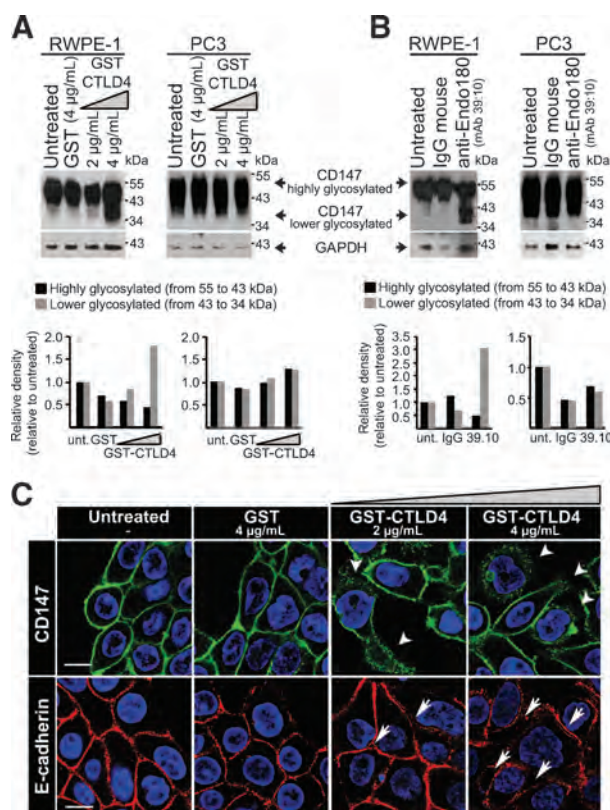 A
RWPE-1
PC3
Untreated
GST (4 µg/mL)
GST
CTLD4
2 µg/mL
4 µg/mL
kDa
55
43
34
43
Untreated
GST (4 µg/mL)
GST
CTLD4
2 µg/mL
4 µg/mL
kDa
55
43
34
43
CD147
highly glycosylated
CD147
lower glycosylated
GAPDH
Highly glycosylated (from 55 to 43 kDa)
Lower glycosylated (from 43 to 34 kDa)
Relative density
(relative to untreated)
2.0
1.5
1.0
0.5
unt. GST
GST-CTLD4
2.0
1.5
1.0
0.5
unt. GST
GST-CTLD4
B
RWPE-1
PC3
Untreated
IgG mouse
anti-Endo180
(mAb 39:10)
kDa
55
43
34
43
Untreated
IgG mouse
anti-Endo180
(mAb 39:10)
kDa
55
43
34
43
Highly glycosylated (from 55 to 43 kDa)
Lower glycosylated (from 43 to 34 kDa)
Relative density
(relative to untreated)
3.5
3.0
2.5
2.0
1.5
1.0
0.5
unt. IgG 39.10
1.5
1.0
0.5
unt. IgG 39.10
C
Untreated
-
GST
4 µg/mL
GST-CTLD4
2 µg/mL
GST-CTLD4
4 µg/mL
CD147
E-cadherin